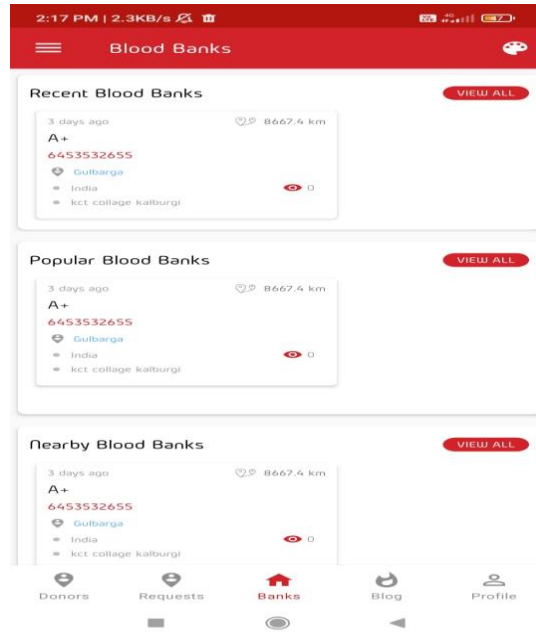 2:17 PM | 2.3KB/s
Blood Banks
Recent Blood Banks VIEW ALL
3 days ago 8667.4 km
A+
6453532655
Gulbarga
India 0
kct collage kalburgi
Popular Blood Banks VIEW ALL
3 days ago 8667.4 km
A+
6453532655
Gulbarga
India 0
kct collage kalburgi
Nearby Blood Banks VIEW ALL
3 days ago 8667.4 km
A+
6453532655
Gulbarga
India 0
kct collage kalburgi
Donors Requests Banks Blog Profile